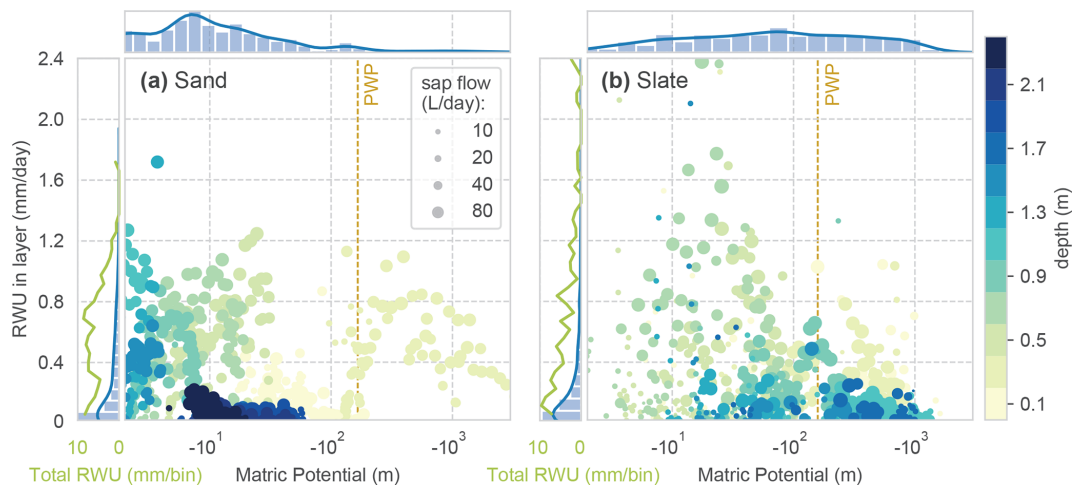 (a) Sand
(b) Slate
sap flow
(L/day):
10
20
40
80
PWP
PWP
2.4
2.0
1.6
1.2
0.8
0.4
0
RWU in layer (mm/day)
10
0
-10¹
-10²
-10³
10
0
-10¹
-10²
-10³
Total RWU (mm/bin)
Matric Potential (m)
Total RWU (mm/bin)
Matric Potential (m)
2.1
1.7
1.3
0.9
0.5
0.1
depth (m)